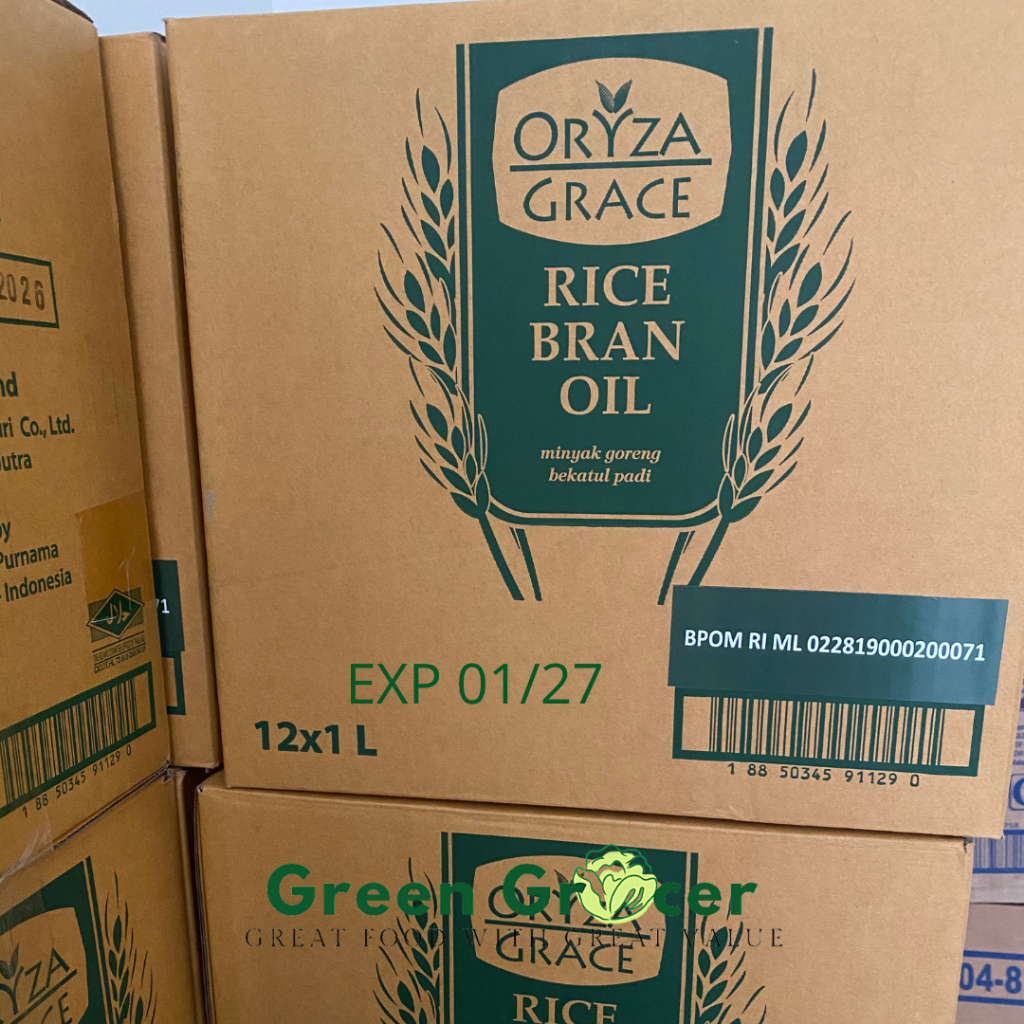 ORYZA
GRACE
RICE
BRAN
OIL
minyak goreng
bekatul padi
BPOM RI ML 022819000200071
EXP 01/27
12x1 L
1 88 50345 91129 0
2026
Co., Ltd.
Purnama
Indonesia
71
1 88 50345 91129 0
Green Grocer
GREAT FOOD WITH GREAT VALUE
ORYZA
GRACE
RICE
ORYZA
04-8